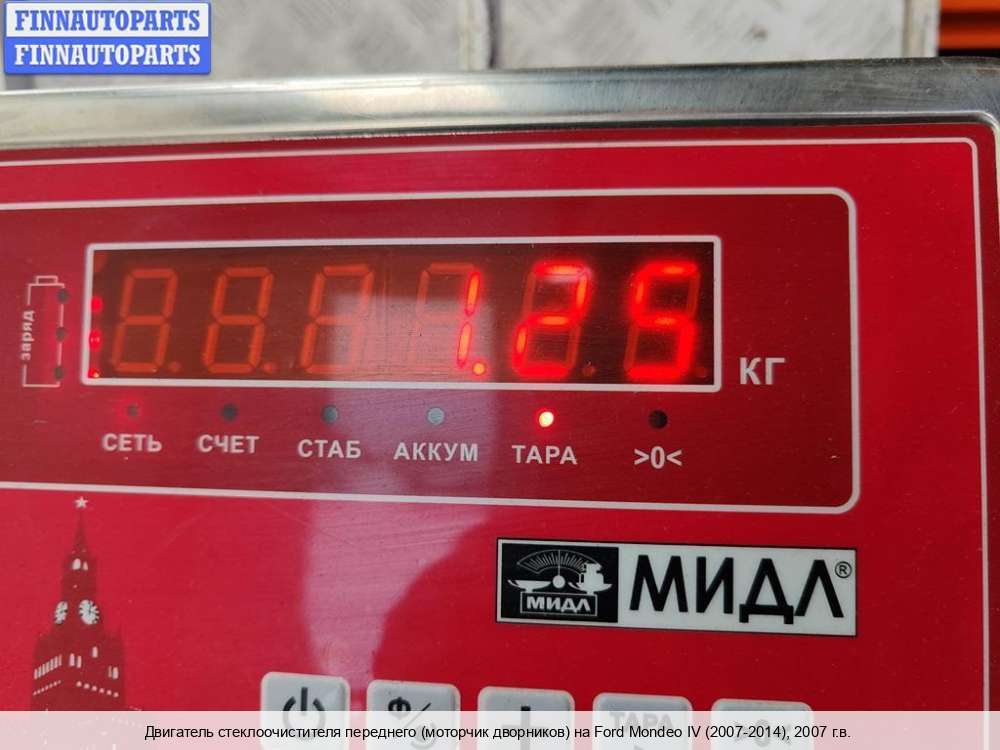 FINNAUTOPARTS
FINNAUTOPARTS
заряд
1.25
КГ
СЕТЬ СЧЕТ СТАБ АККУМ ТАРА >0<
МИДЛ МИДЛ®
Ф/
ТАРА >0<
Двигатель стеклоочистителя переднего (моторчик дворников) на Ford Mondeo IV (2007-2014), 2007 г.в.